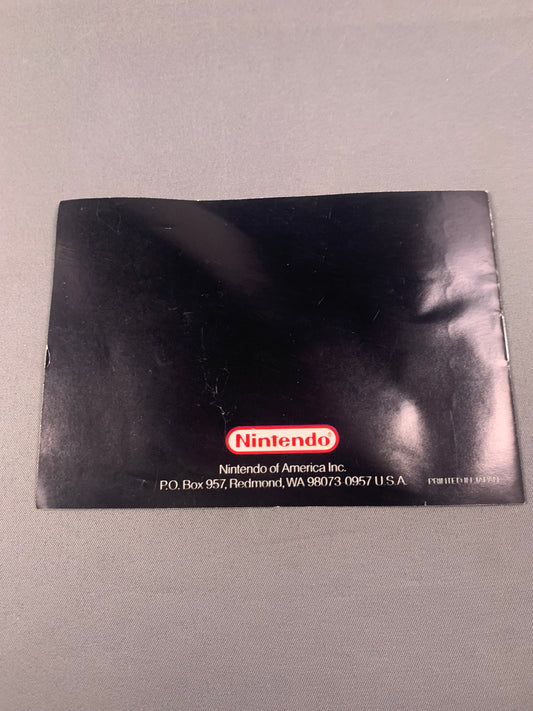 Nintendo®
Nintendo of America Inc.
P.O. Box 957, Redmond, WA 98073-0957 U.S.A.
PRINTED IN JAPAN